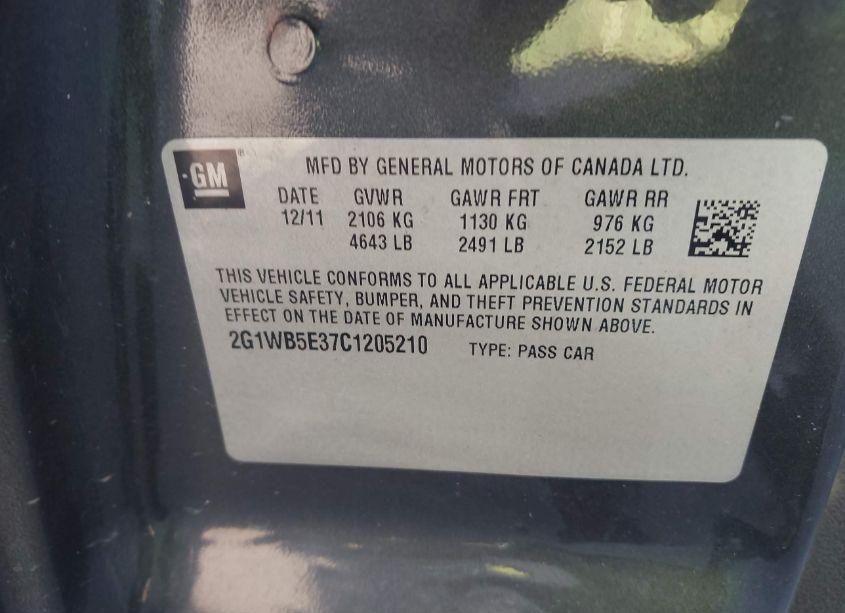 GM
MFD BY GENERAL MOTORS OF CANADA LTD.
DATE GVWR GAWR FRT GAWR RR
12/11 2106 KG 1130 KG 976 KG
4643 LB 2491 LB 2152 LB
THIS VEHICLE CONFORMS TO ALL APPLICABLE U.S. FEDERAL MOTOR
VEHICLE SAFETY, BUMPER, AND THEFT PREVENTION STANDARDS IN
EFFECT ON THE DATE OF MANUFACTURE SHOWN ABOVE.
2G1WB5E37C1205210 TYPE: PASS CAR